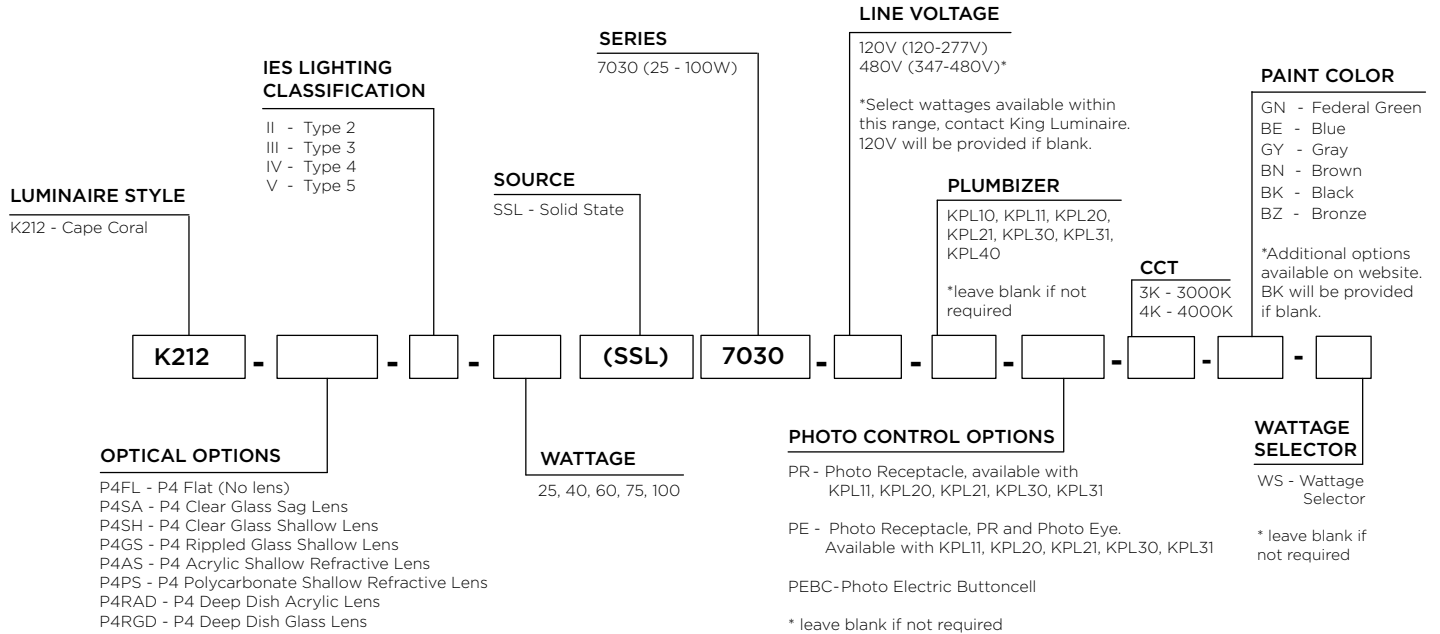 LINE VOLTAGE
120V (120-277V)
480V (347-480V)*
*Select wattages available within
this range, contact King Luminaire.
120V will be provided if blank.
SERIES
7030 (25 - 100W)
IES LIGHTING
CLASSIFICATION
II - Type 2
III - Type 3
IV - Type 4
V - Type 5
PAINT COLOR
GN - Federal Green
BE - Blue
GY - Gray
BN - Brown
BK - Black
BZ - Bronze
*Additional options
available on website.
BK will be provided
if blank.
LUMINAIRE STYLE
K212 - Cape Coral
SOURCE
SSL - Solid State
PLUMBIZER
KPL10, KPL11, KPL20,
KPL21, KPL30, KPL31,
KPL40
*leave blank if not
required
CCT
3K - 3000K
4K - 4000K
K212 - - - (SSL) 7030 - - - - - -
OPTICAL OPTIONS
P4FL - P4 Flat (No lens)
P4SA - P4 Clear Glass Sag Lens
P4SH - P4 Clear Glass Shallow Lens
P4GS - P4 Rippled Glass Shallow Lens
P4AS - P4 Acrylic Shallow Refractive Lens
P4PS - P4 Polycarbonate Shallow Refractive Lens
P4RAD - P4 Deep Dish Acrylic Lens
P4RGD - P4 Deep Dish Glass Lens
WATTAGE
25, 40, 60, 75, 100
PHOTO CONTROL OPTIONS
PR - Photo Receptacle, available with
KPL11, KPL20, KPL21, KPL30, KPL31
PE - Photo Receptacle, PR and Photo Eye.
Available with KPL11, KPL20, KPL21, KPL30, KPL31
PEBC-Photo Electric Buttoncell
* leave blank if not required
WATTAGE
SELECTOR
WS - Wattage
Selector
* leave blank if
not required